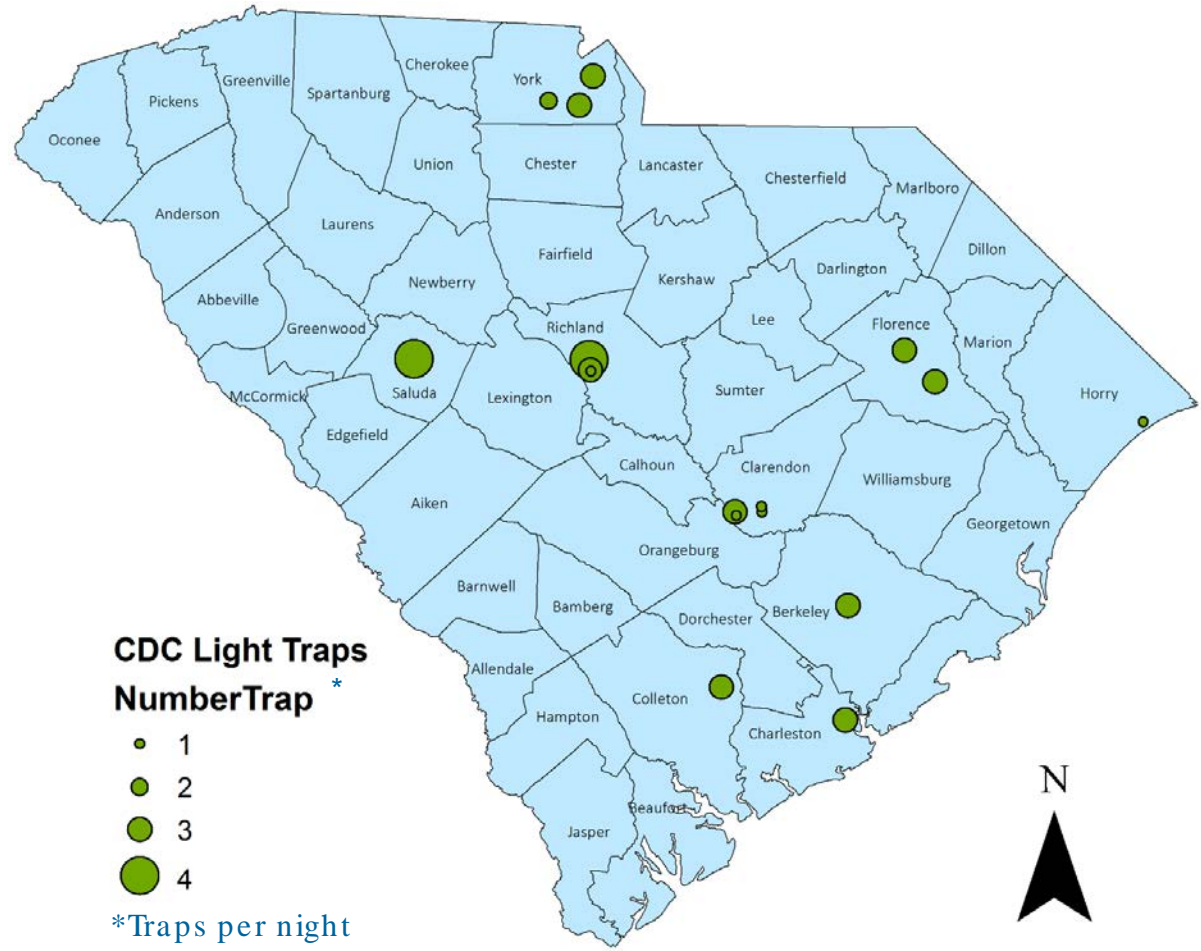 Cherokee
York
Greenville
Spartanburg
Pickens
Oconee
Union
Chester
Lancaster
Chesterfield
Marlboro
Anderson
Laurens
Fairfield
Dillon
Darlington
Newberry
Kershaw
Abbeville
Greenwood
Richland
Lee
Florence
Marion
Saluda
McCormick
Lexington
Sumter
Horry
Edgefield
Calhoun
Clarendon
Williamsburg
Aiken
Georgetown
Orangeburg
Barnwell
Bamberg
Dorchester
Berkeley
Allendale
Colleton
Hampton
Charleston
Beaufort
Jasper
CDC Light Traps
NumberTrap *
1
2
3
4
*Traps per night
N